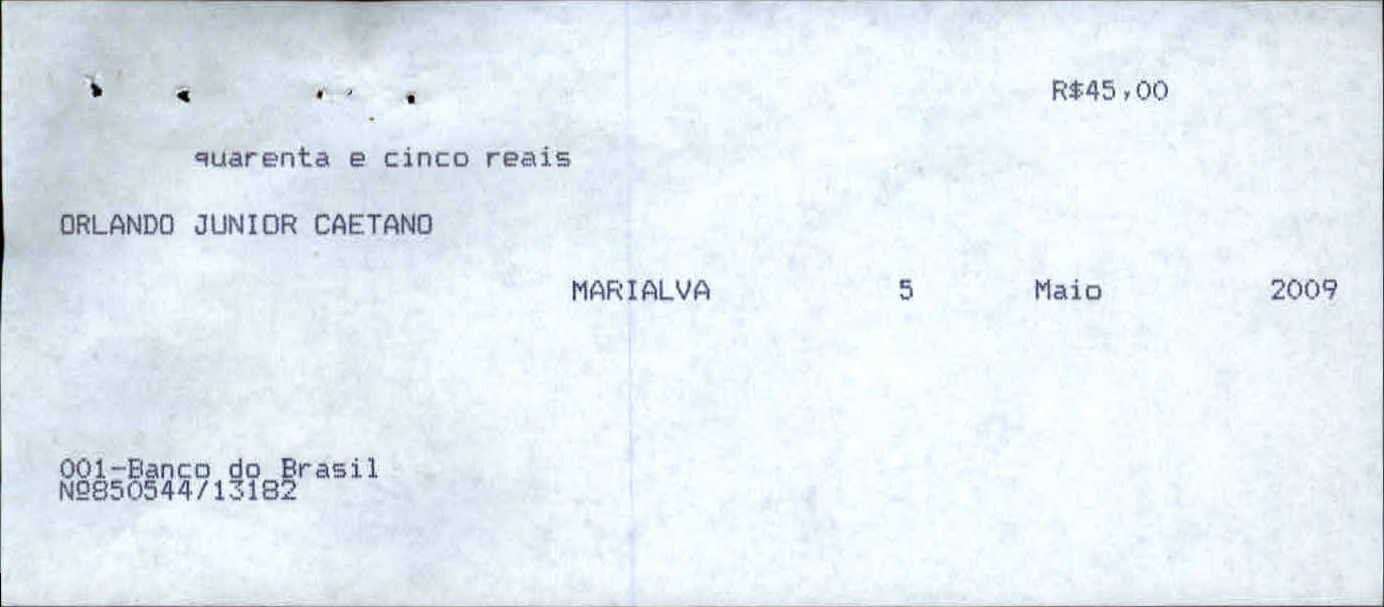 R$45,00
quarenta e cinco reais
ORLANDO JUNIOR CAETANO
MARIALVA 5 Maio 2009
001-Banco do Brasil
Nº850544/13182